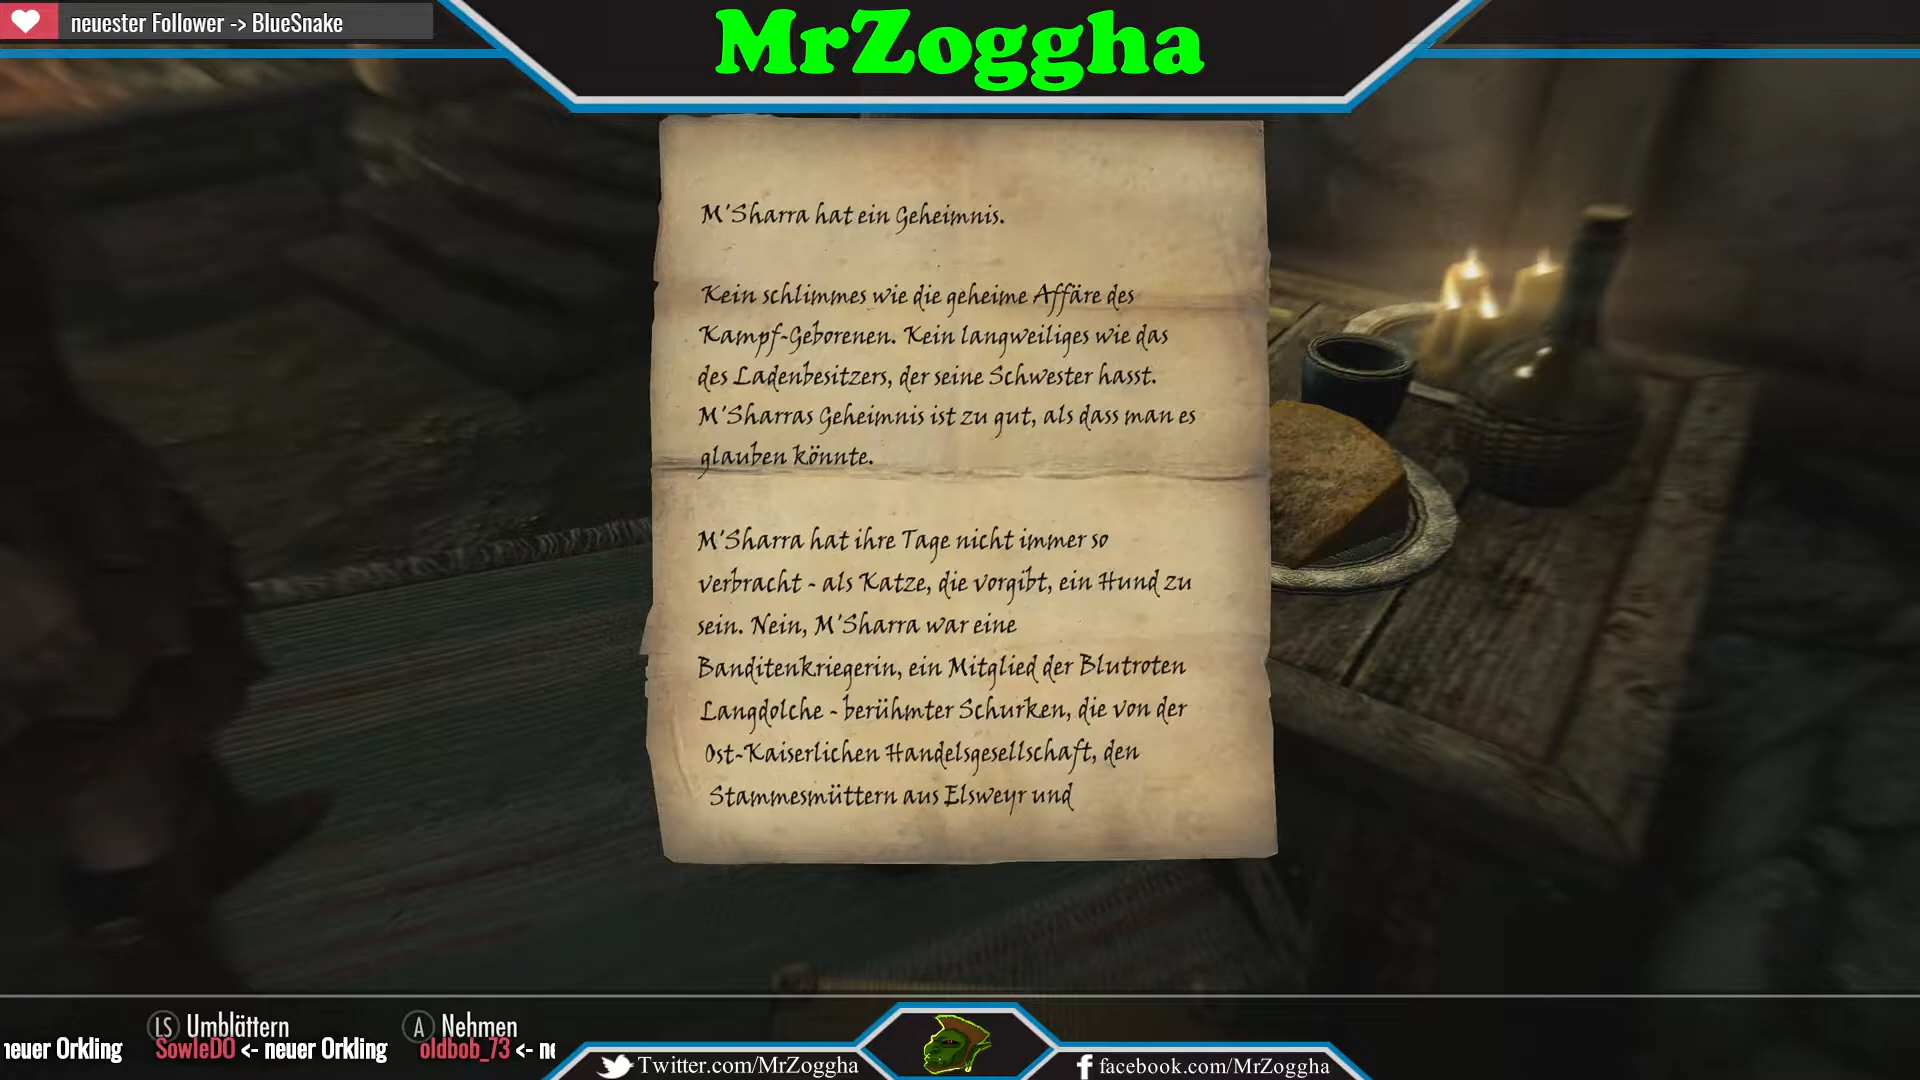 neuester Follower -> BlueSnake
MrZoggha
M'Sharra hat ein Geheimnis.
Kein schlimmes wie die geheime Affäre des
Kampf-Geborenen. Kein langweiliges wie das
des Ladenbesitzers, der seine Schwester hasst.
M'Sharras Geheimnis ist zu gut, als dass man es
glauben könnte.
M'Sharra hat ihre Tage nicht immer so
verbracht - als Katze, die vorgibt, ein Hund zu
sein. Nein, M'Sharra war eine
Banditenkriegerin, ein Mitglied der Blutroten
Langdolche - berühmter Schurken, die von der
Ost-Kaiserlichen Handelsgesellschaft, den
Stammesmüttern aus Elsweyr und
LS Umblättern A Nehmen
neuer Orkling SowleDO <- neuer Orkling oldbob_73 <-
Twitter.com/MrZoggha
facebook.com/MrZoggha